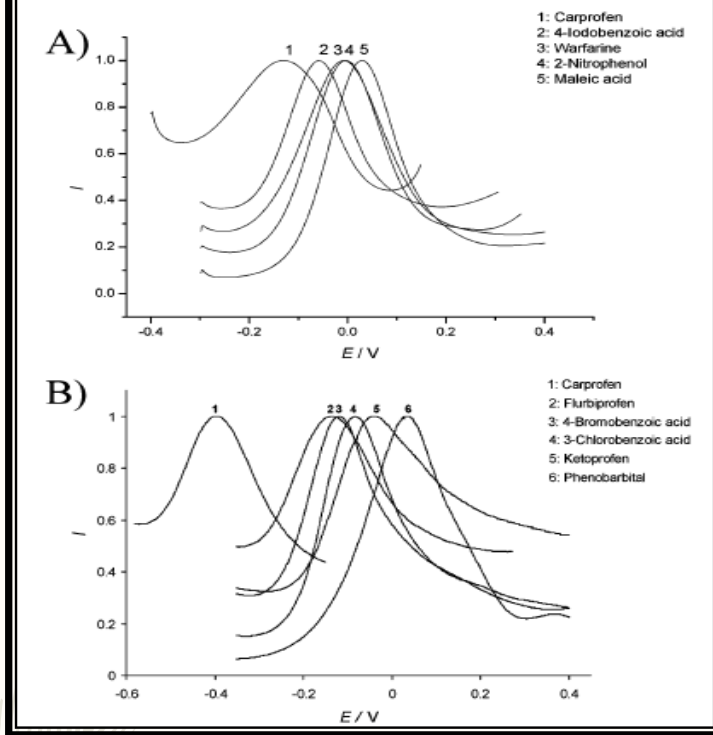 A)
1: Carprofen
2: 4-Iodobenzoic acid
3: Warfarine
4: 2-Nitrophenol
5: Maleic acid
1 2 3 4 5
1.0
0.8
0.6
0.4
0.2
0.0
I
-0.4 -0.2 0.0 0.2 0.4
E / V
B)
1: Carprofen
2: Flurbiprofen
3: 4-Bromobenzoic acid
4: 3-Chlorobenzoic acid
5: Ketoprofen
6: Phenobarbital
1 2 3 4 5 6
1
0.8
0.6
0.4
0.2
0
I
-0.6 -0.4 -0.2 0 0.2 0.4
E / V